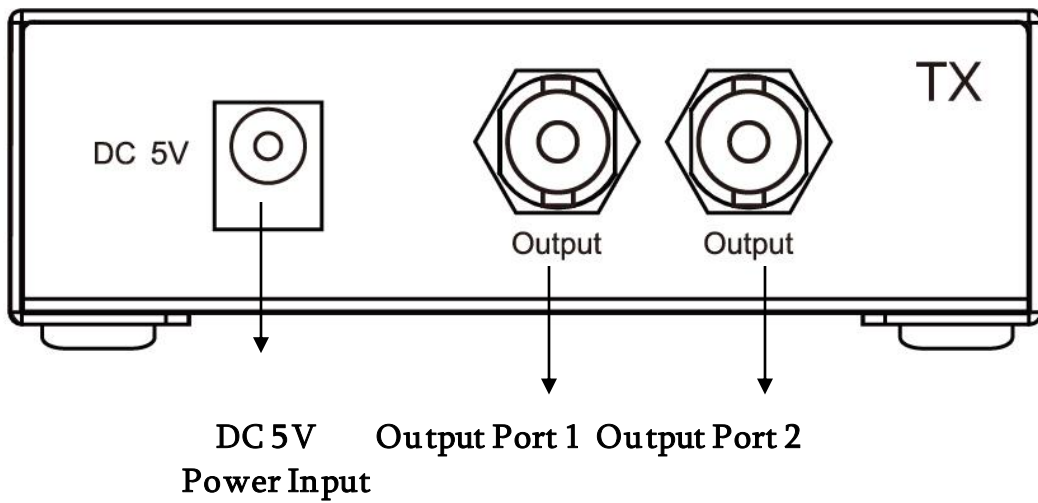 TX
DC 5V
Output Output
DC 5V Output Port 1 Output Port 2
Power Input